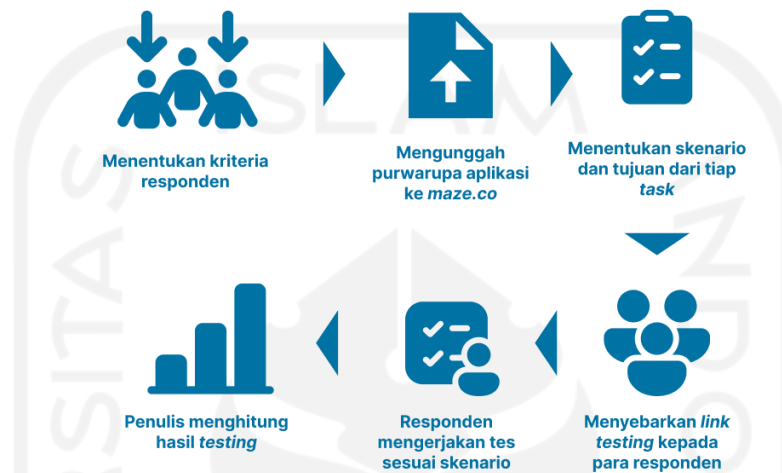 Menentukan kriteria
responden
Mengunggah
purwarupa aplikasi
ke maze.co
Menentukan skenario
dan tujuan dari tiap
task
Menyebarkan link
testing kepada
para responden
Responden
mengerjakan tes
sesuai skenario
Penulis menghitung
hasil testing
ISLAM